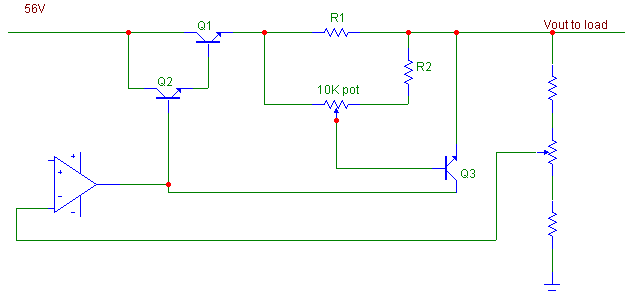 56V
Q1
R1
Vout to load
Q2
R2
10K pot
Q3
+
+
-
-